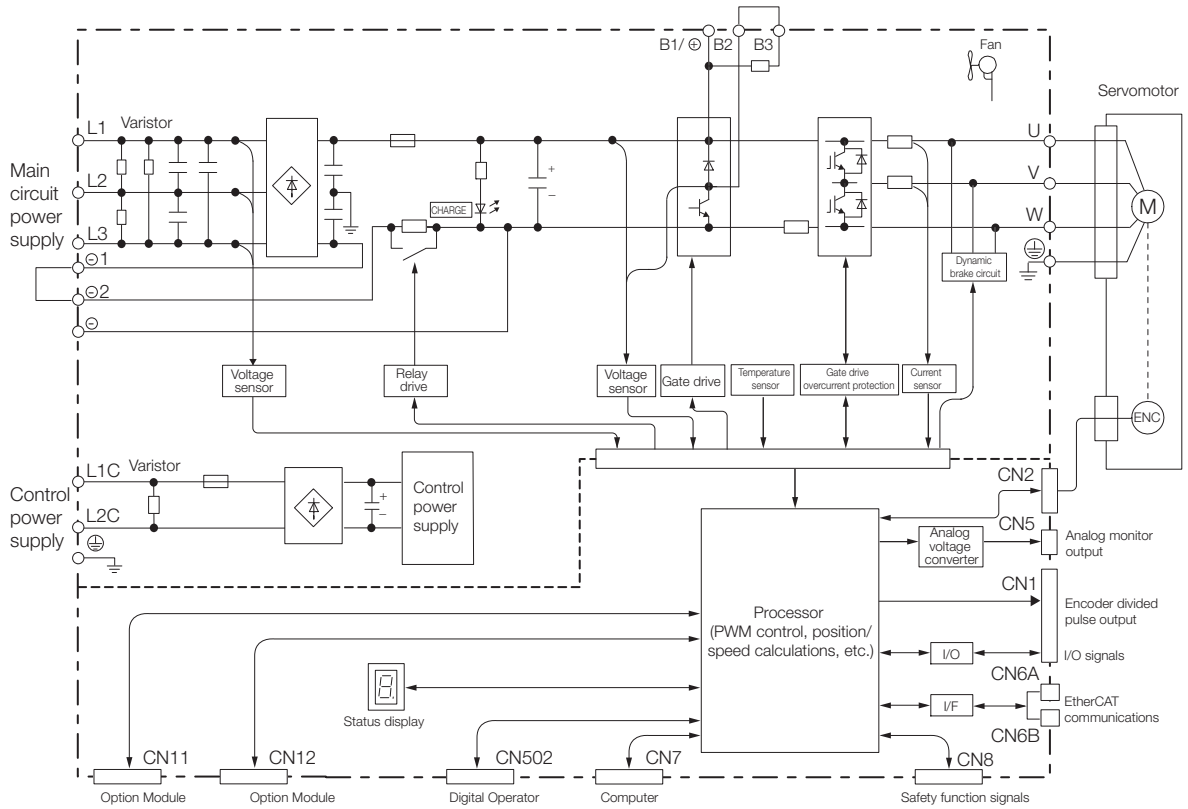 B1/ ⊕ B2 B3
Fan
Servomotor
L1 Varistor
U
Main
circuit
power
supply
L2
V
L3
W
M
CHARGE
+
−
⊖ 1
⊖ 2
⊖
Dynamic
brake circuit
Voltage
sensor
Relay
drive
Voltage
sensor
Gate drive
Temperature
sensor
Gate drive
overcurrent protection
Current
sensor
ENC
L1C Varistor
Control
power
supply
L2C
+
−
Control
power
supply
CN2
CN5
Analog
voltage
converter
Analog monitor
output
CN1
Encoder divided
pulse output
Processor
(PWM control, position/
speed calculations, etc.)
I/O
I/O signals
CN6A
I/F
EtherCAT
communications
CN6B
8.
Status display
CN11
CN12
CN502
CN7
CN8
Option Module
Option Module
Digital Operator
Computer
Safety function signals